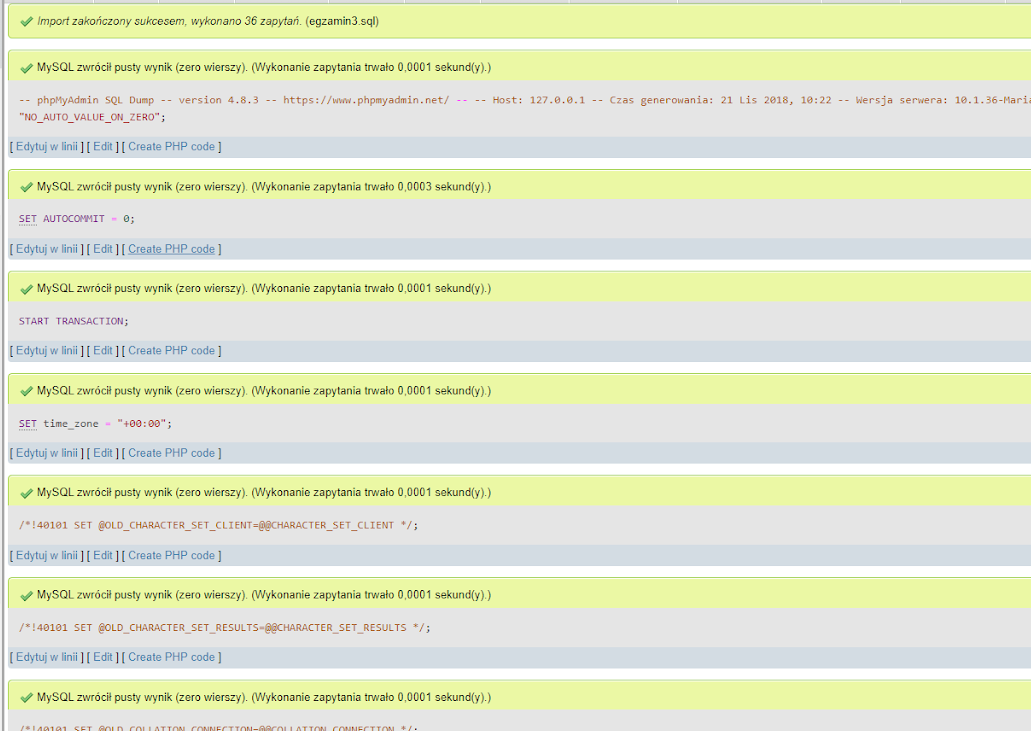 Import zakończony sukcesem, wykonano 36 zapytań. (egzamin3.sql)
MySQL zwrócił pusty wynik (zero wierszy). (Wykonanie zapytania trwało 0,0001 sekund(y).)
-- phpMyAdmin SQL Dump -- version 4.8.3 -- https://www.phpmyadmin.net/ -- -- Host: 127.0.0.1 -- Czas generowania: 21 Lis 2018, 10:22 -- Wersja serwera: 10.1.36-Maria
"NO_AUTO_VALUE_ON_ZERO";
[ Edytuj w linii ] [ Edit ] [ Create PHP code ]
MySQL zwrócił pusty wynik (zero wierszy). (Wykonanie zapytania trwało 0,0003 sekund(y).)
SET AUTOCOMMIT = 0;
[ Edytuj w linii ] [ Edit ] [ Create PHP code ]
MySQL zwrócił pusty wynik (zero wierszy). (Wykonanie zapytania trwało 0,0001 sekund(y).)
START TRANSACTION;
[ Edytuj w linii ] [ Edit ] [ Create PHP code ]
MySQL zwrócił pusty wynik (zero wierszy). (Wykonanie zapytania trwało 0,0001 sekund(y).)
SET time_zone = "+00:00";
[ Edytuj w linii ] [ Edit ] [ Create PHP code ]
MySQL zwrócił pusty wynik (zero wierszy). (Wykonanie zapytania trwało 0,0001 sekund(y).)
/*!40101 SET @OLD_CHARACTER_SET_CLIENT=@@CHARACTER_SET_CLIENT */;
[ Edytuj w linii ] [ Edit ] [ Create PHP code ]
MySQL zwrócił pusty wynik (zero wierszy). (Wykonanie zapytania trwało 0,0001 sekund(y).)
/*!40101 SET @OLD_CHARACTER_SET_RESULTS=@@CHARACTER_SET_RESULTS */;
[ Edytuj w linii ] [ Edit ] [ Create PHP code ]
MySQL zwrócił pusty wynik (zero wierszy). (Wykonanie zapytania trwało 0,0001 sekund(y).)
/*!40101 SET @OLD_COLLATION_CONNECTION=@@COLLATION_CONNECTION */;